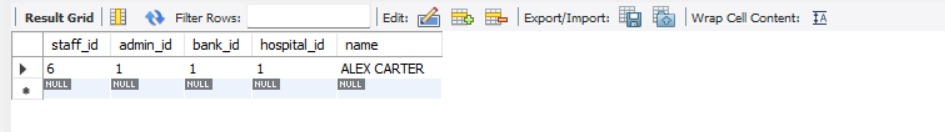 Result Grid Filter Rows: Edit: Export/Import: Wrap Cell Content: IA
staff_id admin_id bank_id hospital_id name
6 1 1 1 ALEX CARTER
NULL NULL NULL NULL NULL